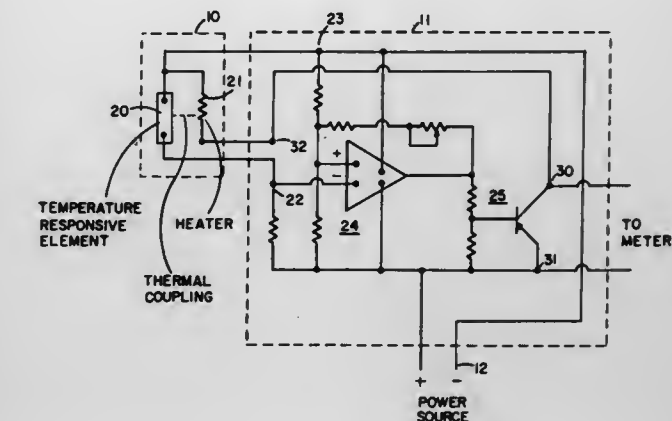 10
11
23
21
20
+
-
32
22
24
25
30
31
TEMPERATURE
RESPONSIVE
ELEMENT
HEATER
THERMAL
COUPLING
TO
METER
12
+ -
POWER
SOURCE